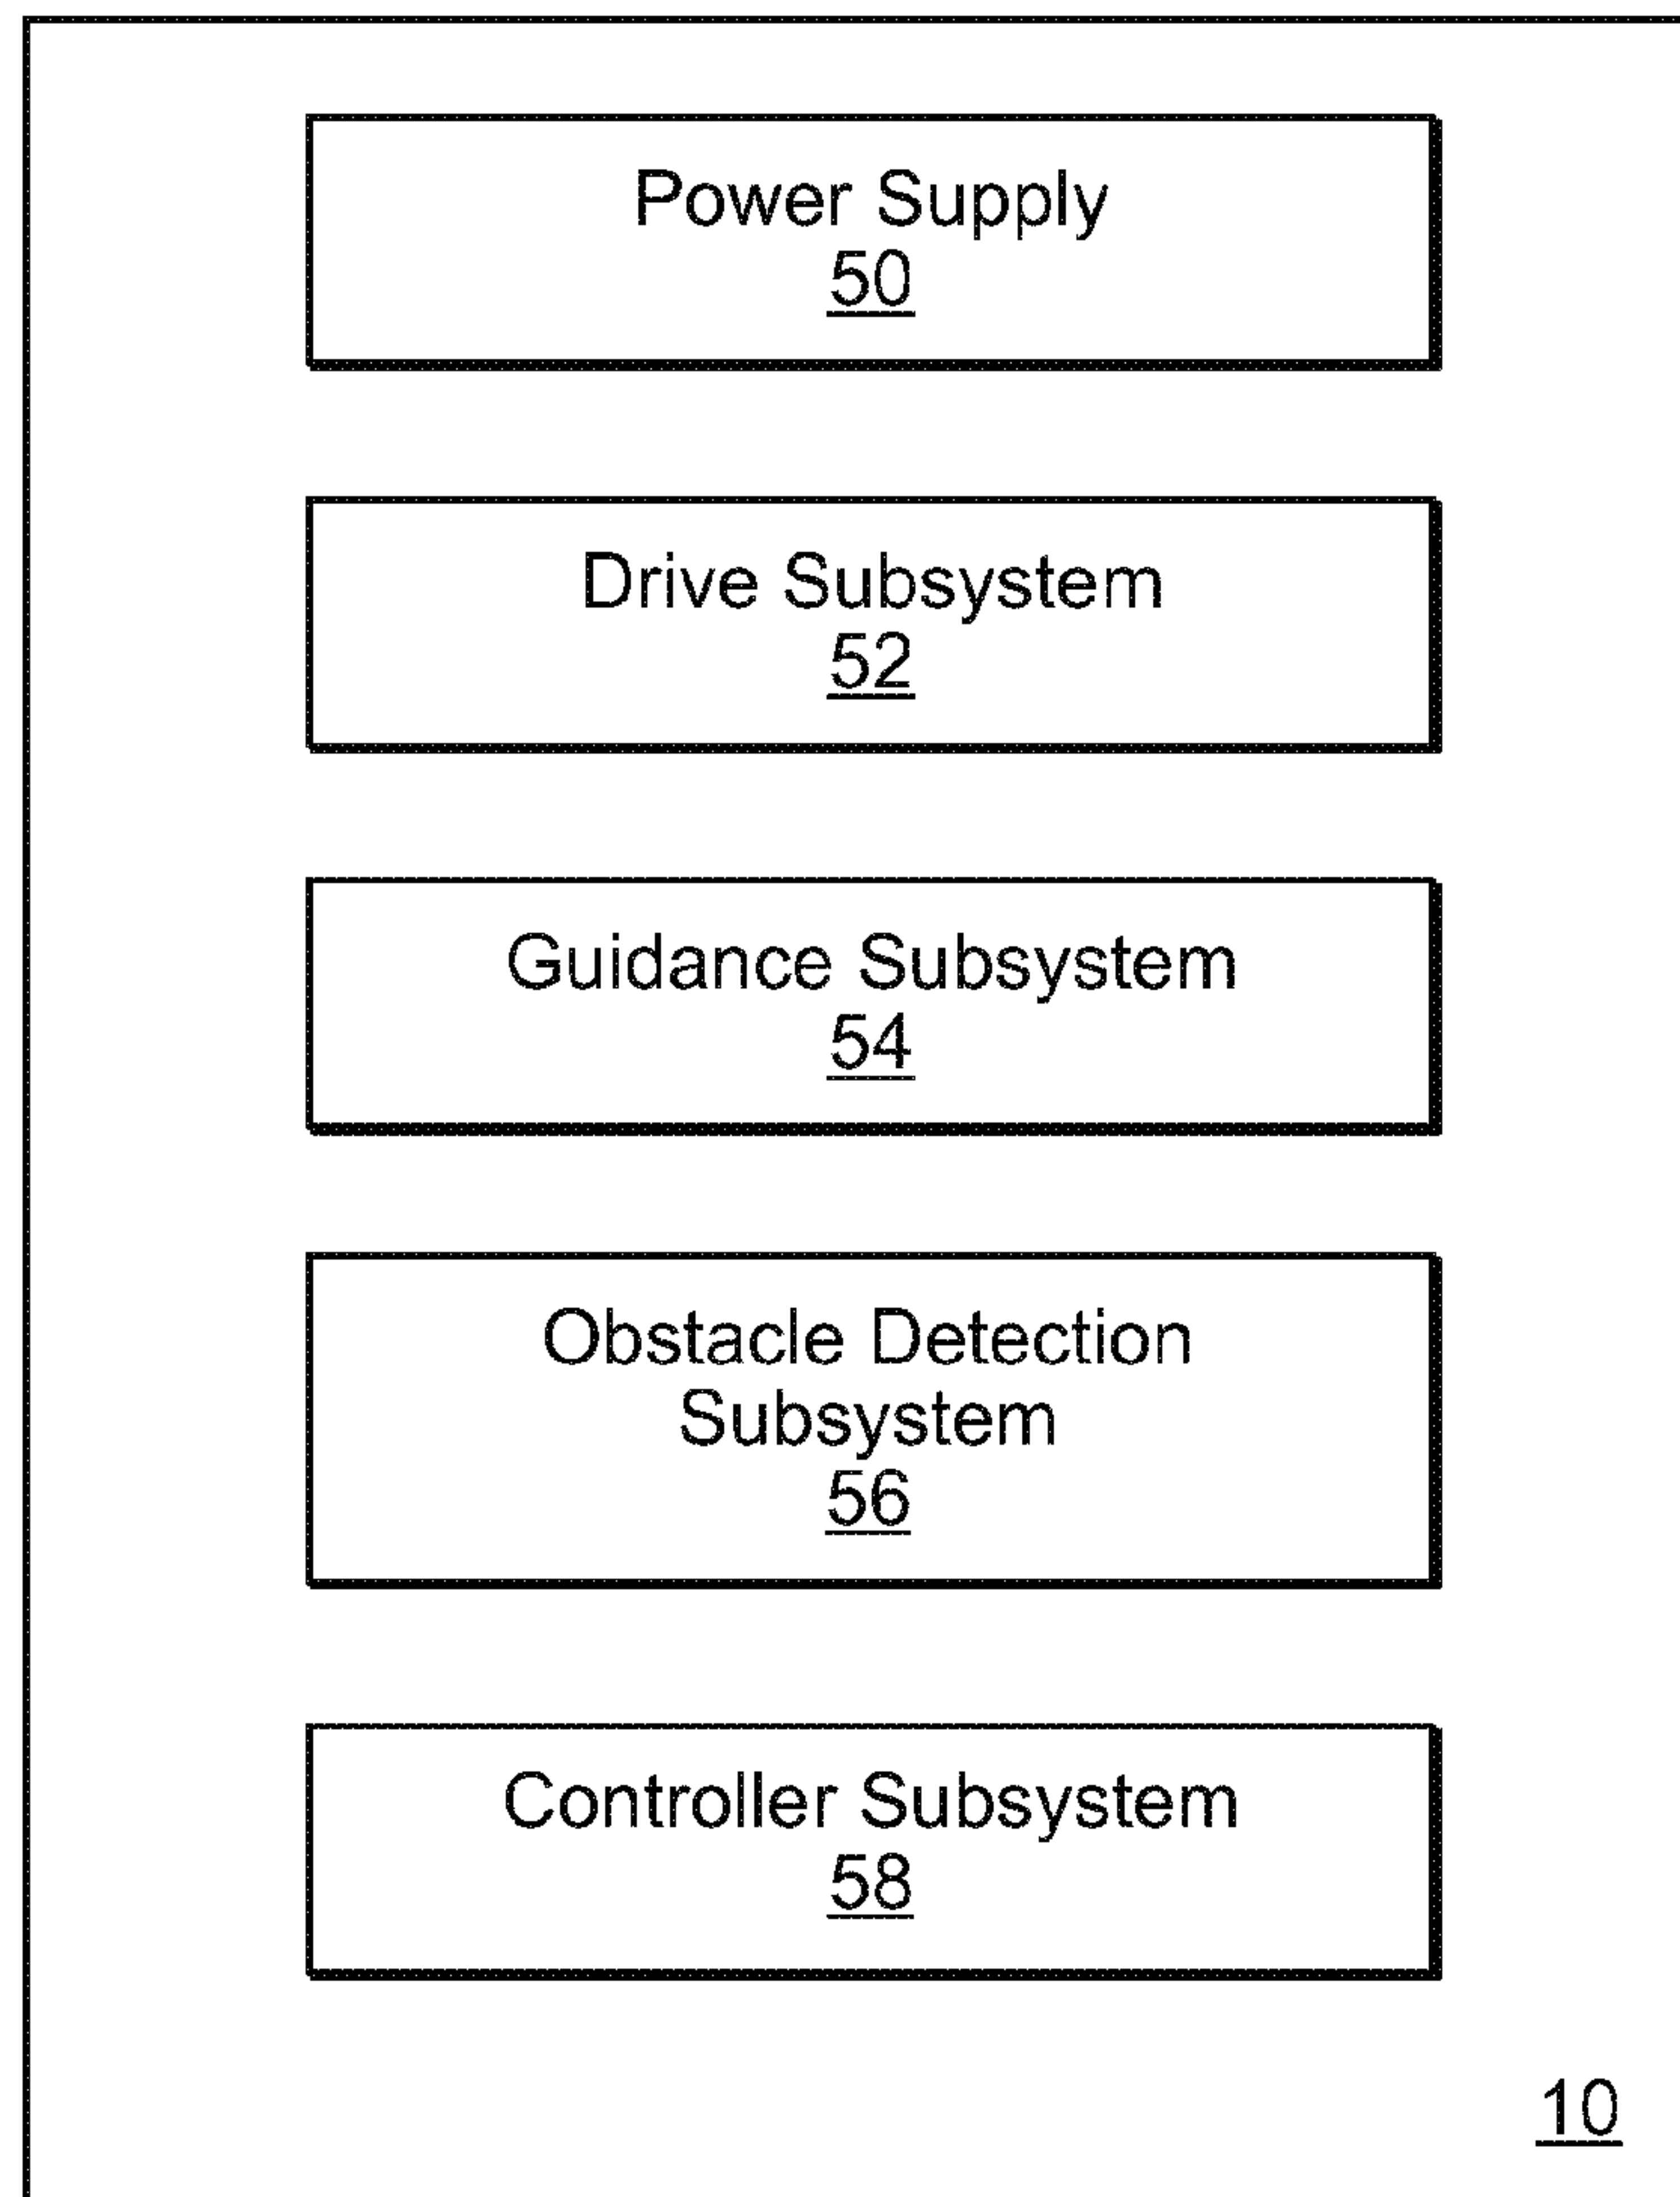 Power Supply
50
Drive Subsystem
52
Guidance Subsystem
54
Obstacle Detection
Subsystem
56
Controller Subsystem
58
10